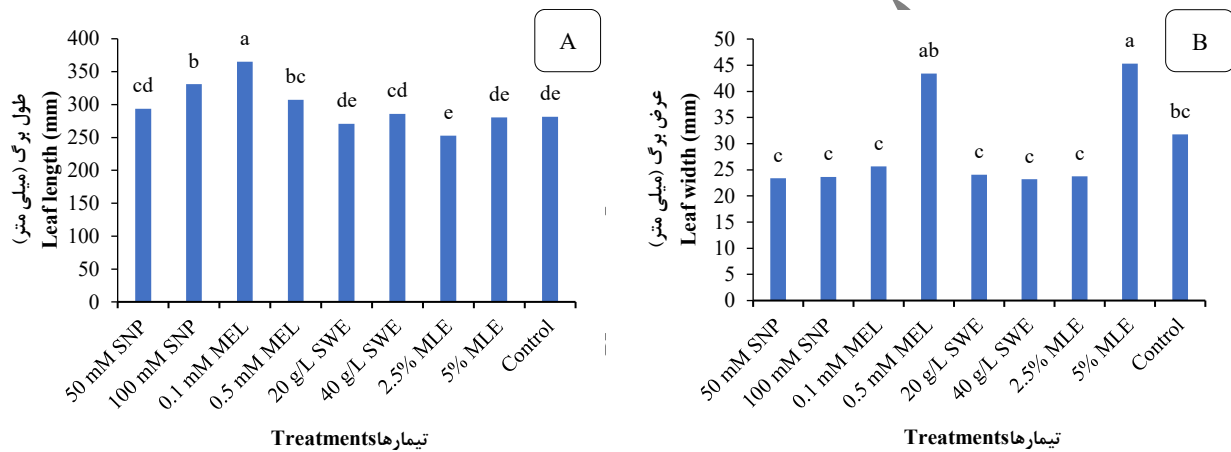 A
400
350
300
250
200
150
100
50
0
طول برگ (میلی متر)
Leaf length (mm)
cd
b
a
bc
de
cd
e
de
de
50 mM SNP
100 mM SNP
0.1 mM MEL
0.5 mM MEL
20 g/L SWE
40 g/L SWE
2.5% MLE
5% MLE
Control
Treatmentsتیمارها
B
50
45
40
35
30
25
20
15
10
5
0
عرض برگ (میلی متر)
Leaf width (mm)
c
c
c
ab
c
c
c
a
bc
50 mM SNP
100 mM SNP
0.1 mM MEL
0.5 mM MEL
20 g/L SWE
40 g/L SWE
2.5% MLE
5% MLE
Control
Treatmentsتیمارها